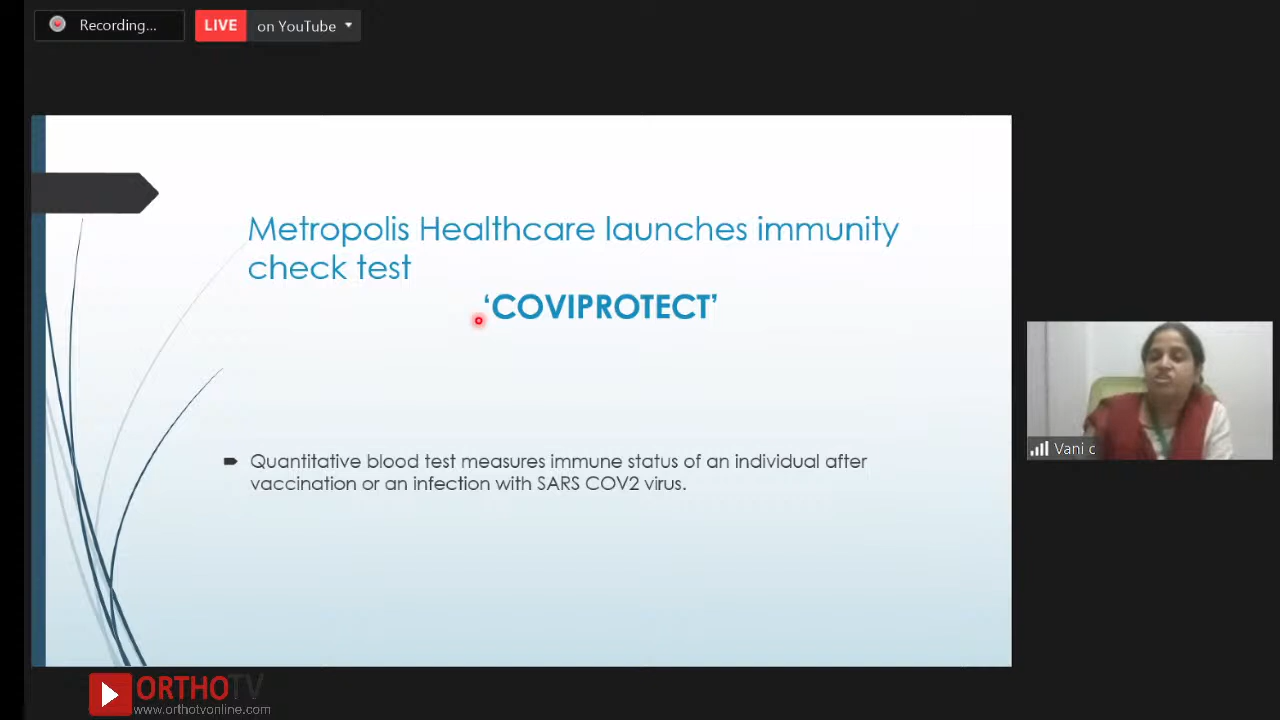 Recording...
LIVE on YouTube
Metropolis Healthcare launches immunity
check test
‘COVIPROTECT’
Quantitative blood test measures immune status of an individual after
vaccination or an infection with SARS COV2 virus.
Vani c
ORTHOTV
www.orthotvonline.com